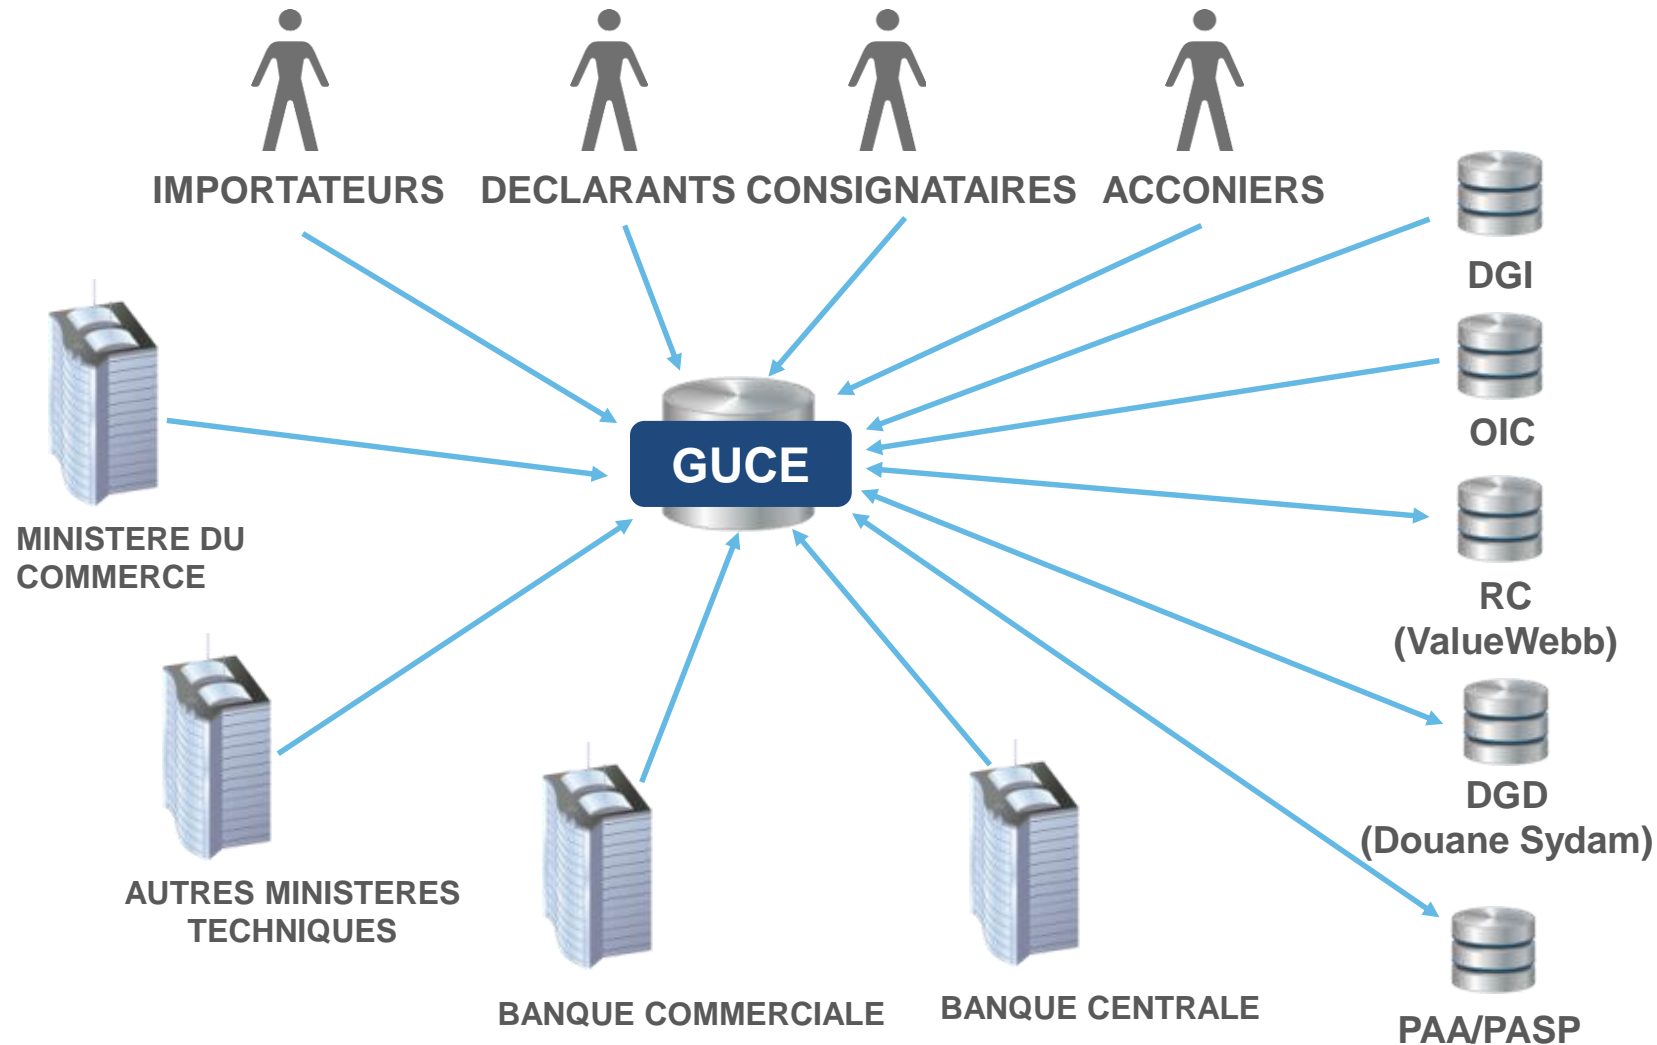 IMPORTATEURS
DECLARANTS
CONSIGNATAIRES
ACCONIERS
DGI
OIC
GUCE
MINISTERE DU
COMMERCE
RC
(ValueWebb)
DGD
(Douane Sydam)
AUTRES MINISTERES
TECHNIQUES
BANQUE COMMERCIALE
BANQUE CENTRALE
PAA/PASP